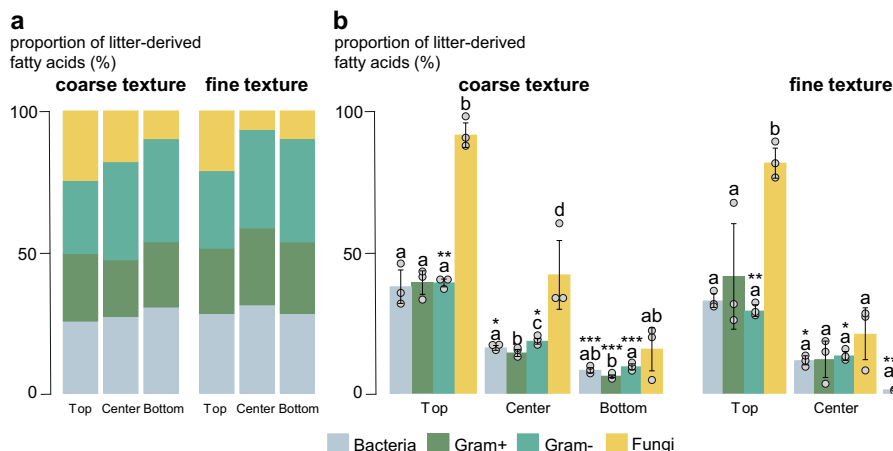 a
proportion of litter-derived
fatty acids (%)
coarse texture fine texture
100
50
0
Top Center Bottom Top Center Bottom
b
proportion of litter-derived
fatty acids (%)
coarse texture fine texture
100
50
0
a a ** a b
* ab b * c d
*** ab *** b *** a ab
a a ** a b
* a a * a a
** a
Top Center Bottom Top Center
Bacteria Gram+ Gram- Fungi